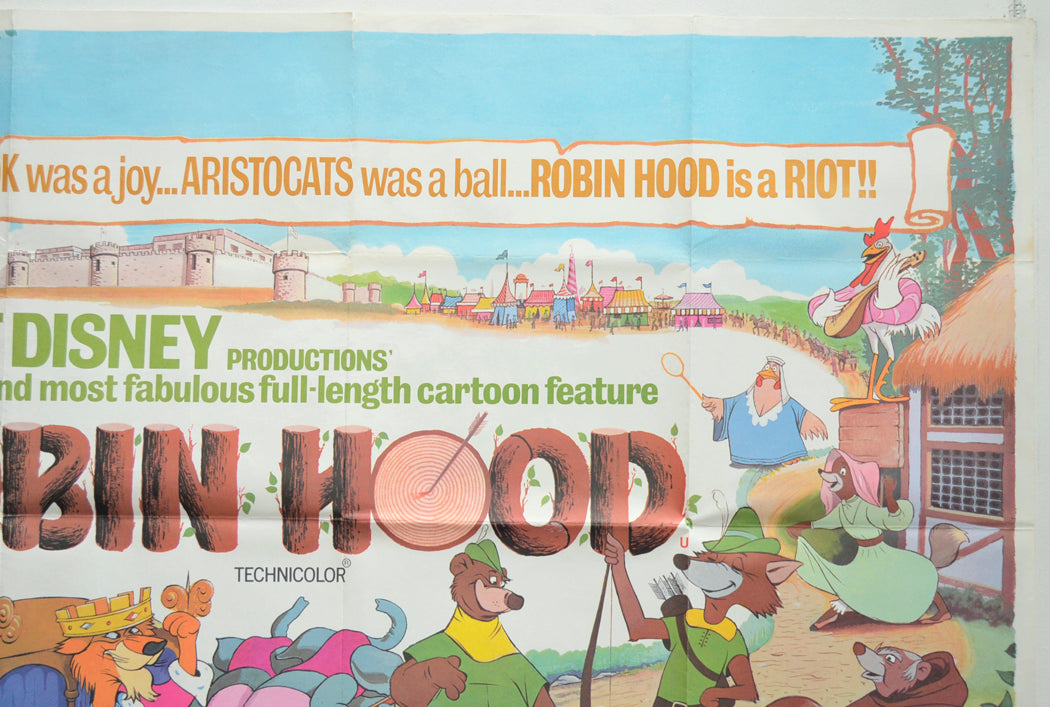 K was a joy... ARISTOCATS was a ball... ROBIN HOOD is a RIOT!!
DISNEY PRODUCTIONS'
nd most fabulous full-length cartoon feature
BIN HOOD
TECHNICOLOR®
U